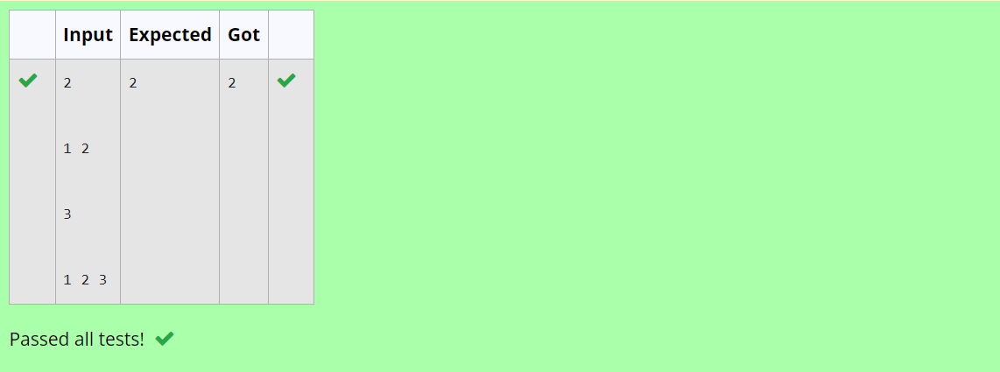 Input Expected Got
2 2 2
1 2
3
1 2 3
Passed all tests!